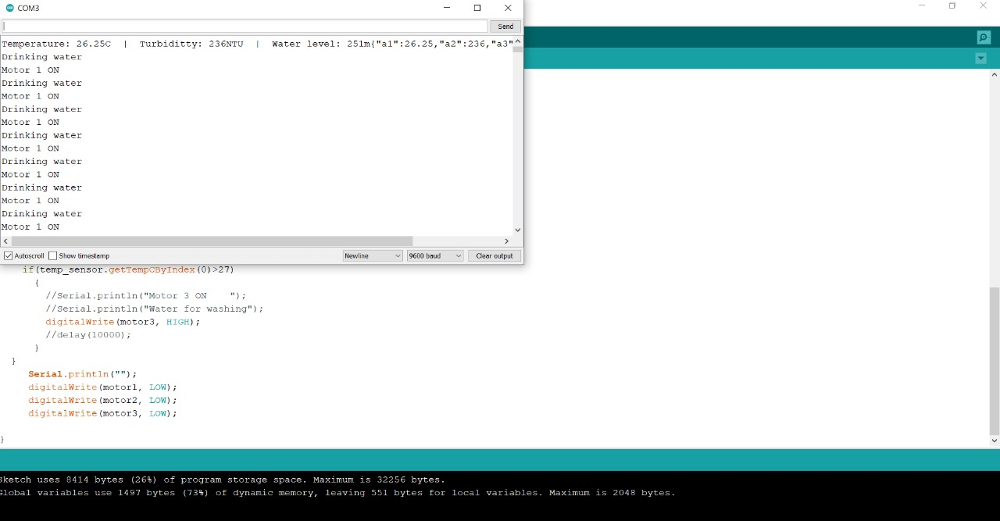 COM3
Send
Temperature: 26.25C  |  Turbiditty: 236NTU  |  Water level: 251m{"a1":26.25,"a2":236,"a3"
Drinking water
Motor 1 ON
Drinking water
Motor 1 ON
Drinking water
Motor 1 ON
Drinking water
Motor 1 ON
Drinking water
Motor 1 ON
Drinking water
Motor 1 ON
Drinking water
Motor 1 ON
Autoscroll Show timestamp Newline 9600 baud Clear output
if(temp_sensor.getTempCByIndex(0)>27)
{
//Serial.println("Motor 3 ON    ");
//Serial.println("Water for washing");
digitalWrite(motor3, HIGH);
//delay(10000);
}
}
Serial.println("");
digitalWrite(motor1, LOW);
digitalWrite(motor2, LOW);
digitalWrite(motor3, LOW);
}
Sketch uses 8414 bytes (26%) of program storage space. Maximum is 32256 bytes.
Global variables use 1497 bytes (73%) of dynamic memory, leaving 551 bytes for local variables. Maximum is 2048 bytes.